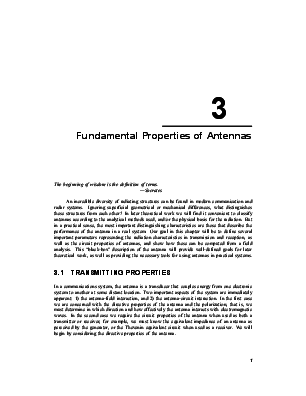 3
Fundamental Properties of Antennas
The beginning of wisdom is the definition of terms.
—Socrates
An incredible diversity of radiating structures can be found in modern communication and
radar systems. Ignoring superficial geometrical or mechanical differences, what distinguishes
these structures from each other? In later theoretical work we will find it convenient to classify
antennas according to the analytical methods used, and/or the physical basis for the radiation. But
in a practical sense, the most important distinguishing characteristics are those that describe the
performance of the antenna in a real system. Our goal in this chapter will be to define several
important parameters representing the radiation characteristics in transmission and reception, as
well as the circuit properties of antennas, and show how these can be computed from a field
analysis. This "black-box" description of the antenna will provide well-defined goals for later
theoretical work, as well as providing the necessary tools for using antennas in practical systems.
3.1 TRANSMITTING PROPERTIES
In a communications system, the antenna is a transducer that couples energy from one electronic
system to another at some distant location. Two important aspects of the system are immediately
apparent: 1) the antenna-field interaction, and 2) the antenna-circuit interaction. In the first case
we are concerned with the directive properties of the antenna and the polarization; that is, we
must determine in which direction and how effectively the antenna interacts with electromagnetic
waves. In the second case we require the circuit properties of the antenna when used as both a
transmitter or receiver; for example, we must know the equivalent impedance of an antenna as
perceived by the generator, or the Thevenin equivalent circuit when used as a receiver. We will
begin by considering the directive properties of the antenna.
1